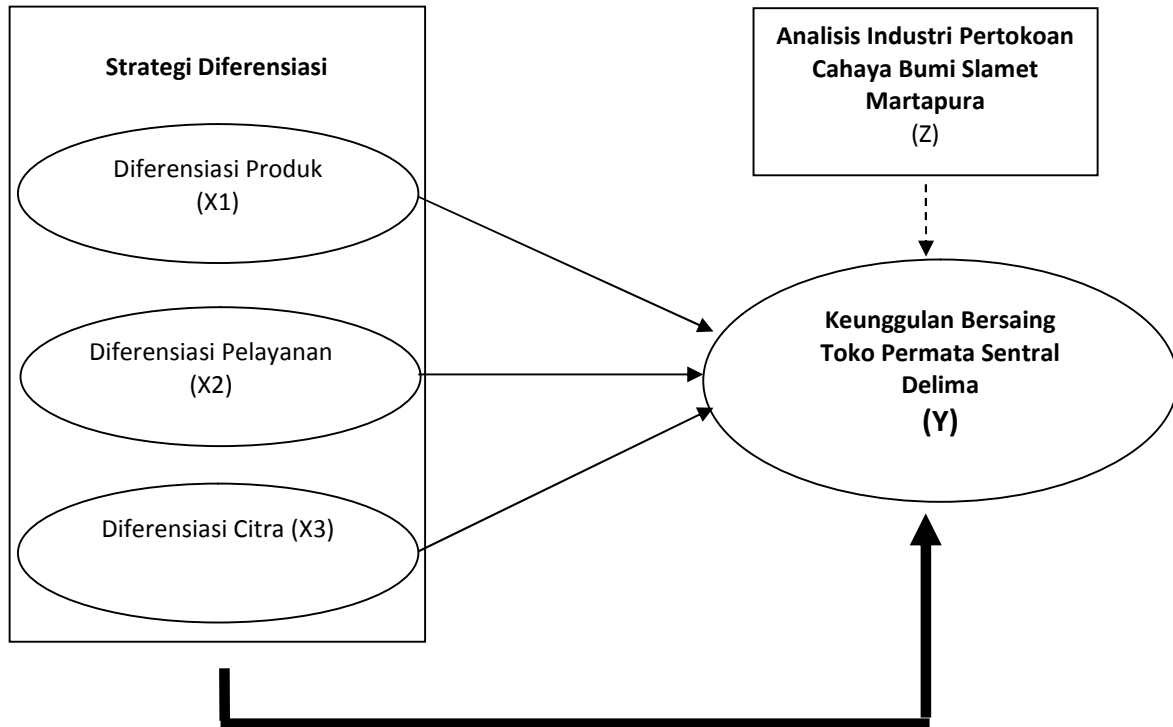 Strategi Diferensiasi
Diferensiasi Produk
(X1)
Diferensiasi Pelayanan
(X2)
Diferensiasi Citra (X3)
Analisis Industri Pertokoan
Cahaya Bumi Slamet
Martapura
(Z)
Keunggulan Bersaing
Toko Permata Sentral
Delima
(Y)